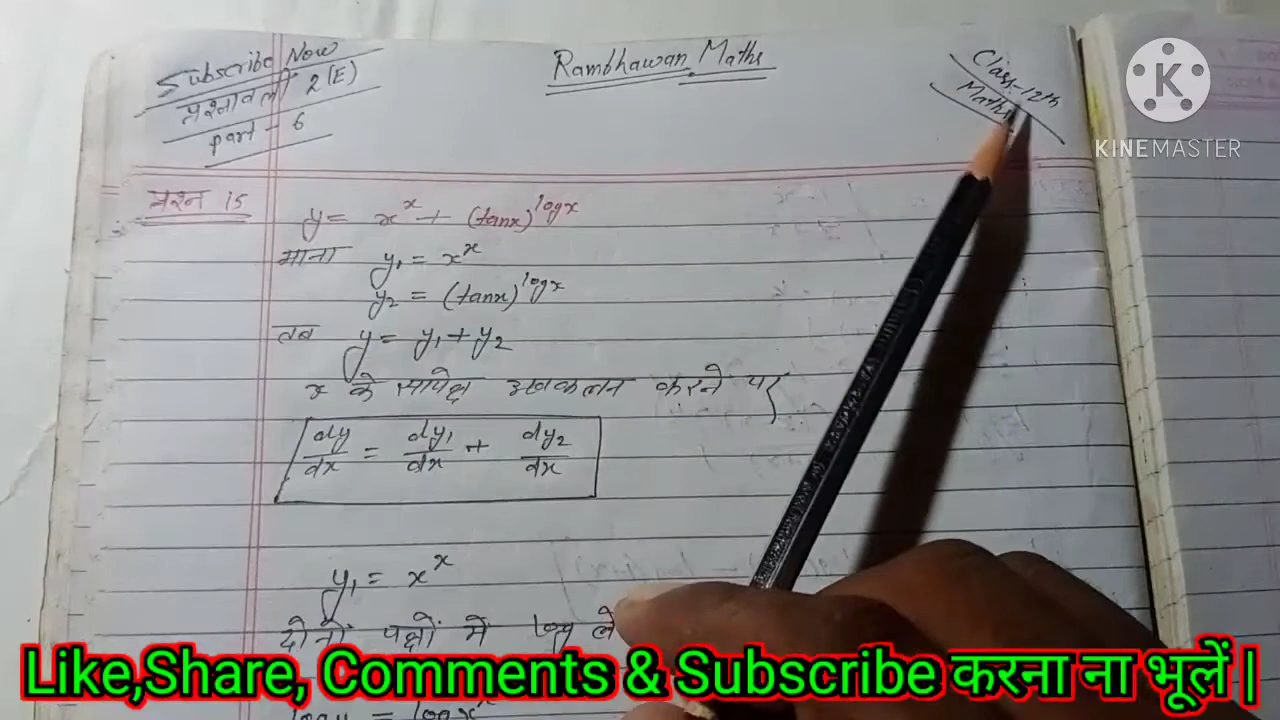 Subscribe Now
प्रश्नावली 2(E)
part - 6
Rambhawan Maths
Class-12th
Maths
K
KINEMASTER
प्रश्न 15
y = x^x + (tanx)^logx
माना y₁ = x^x
y₂ = (tanx)^logx
तब y = y₁ + y₂
x के सापेक्ष अवकलन करने पर
dy/dx = dy₁/dx + dy₂/dx
y₁ = x^x
दोनों पक्षों में log ले
Like,Share, Comments & Subscribe करना ना भूलें |
logy₁ = logx^x